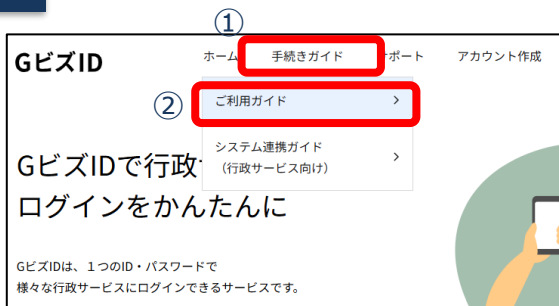 ①
GビズID
ホーム 手続きガイド サポート アカウント作成
② ご利用ガイド >
システム連携ガイド
（行政サービス向け） >
GビズIDで行政
ログインをかんたんに
GビズIDは、１つのID・パスワードで
様々な行政サービスにログインできるサービスです。